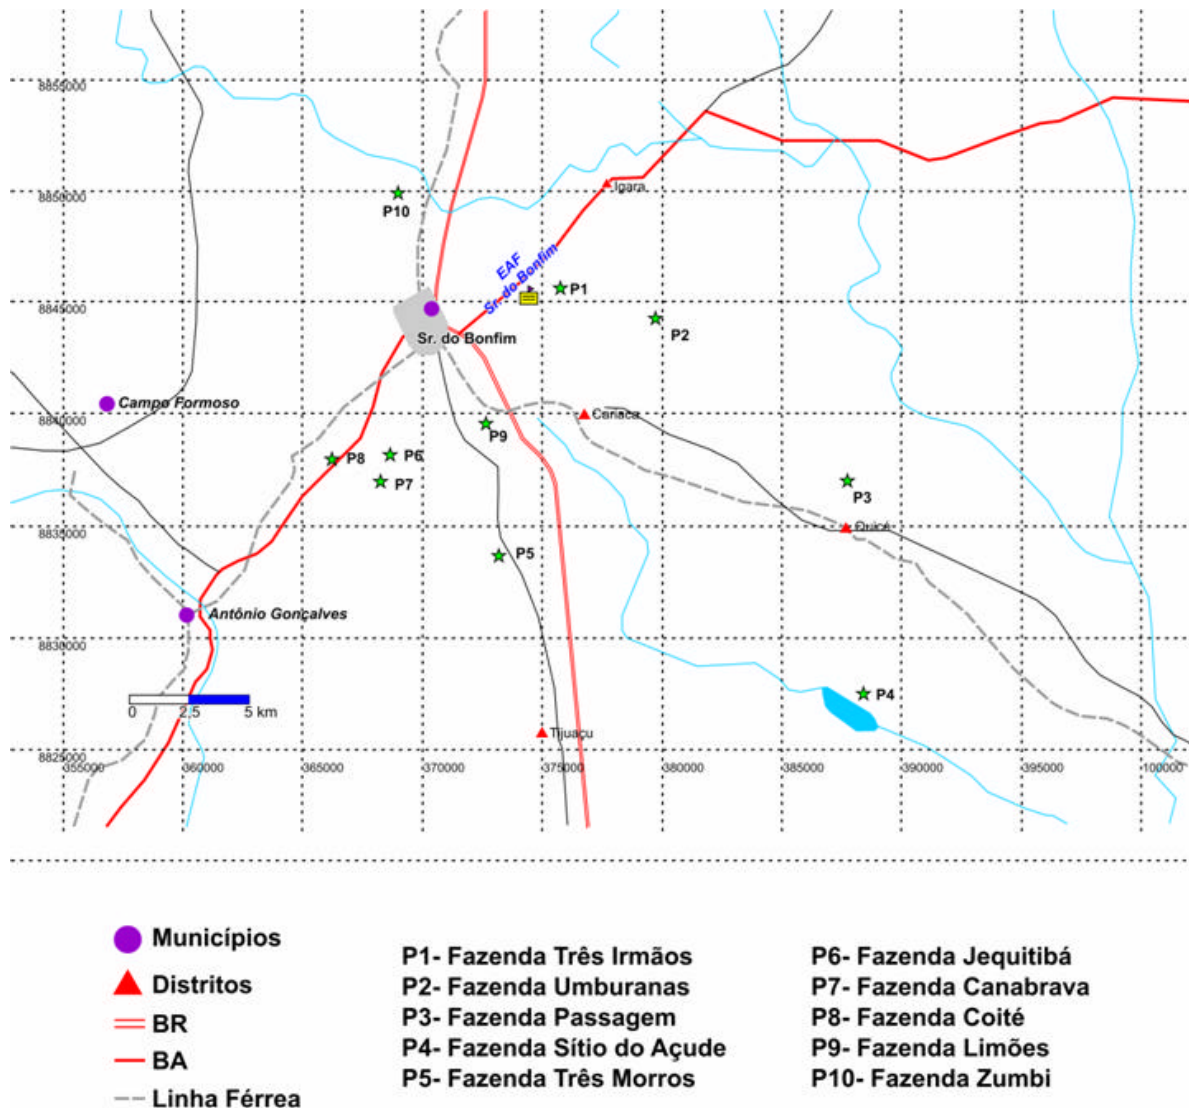 8855000
8850000
Igara
P10
EAF
Sr. do Bonfim
P1
8845000
P2
Sr. do Bonfim
Campo Formoso
8840000
Cariaca
P9
P6
P8
P7
P3
8835000
Quicé
P5
Antônio Gonçalves
8830000
P4
0 2,5 5 km
Tijuaçu
8825000
355000 360000 365000 370000 375000 380000 385000 390000 395000 100000
Municípios
Distritos
BR
BA
Linha Férrea
P1- Fazenda Três Irmãos
P2- Fazenda Umburanas
P3- Fazenda Passagem
P4- Fazenda Sítio do Açude
P5- Fazenda Três Morros
P6- Fazenda Jequitibá
P7- Fazenda Canabrava
P8- Fazenda Coité
P9- Fazenda Limões
P10- Fazenda Zumbi